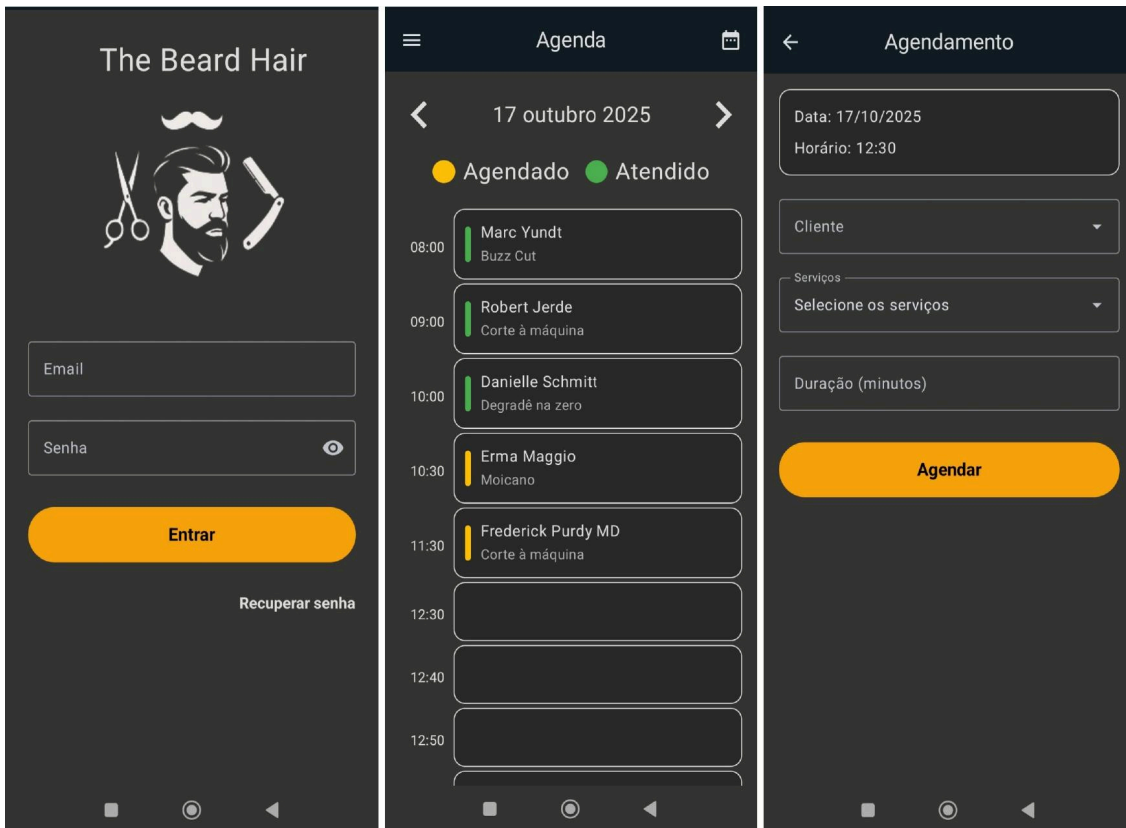 The Beard Hair
Email
Senha
Entrar
Recuperar senha
Agenda
17 outubro 2025
Agendado Atendido
08:00
Marc Yundt
Buzz Cut
09:00
Robert Jerde
Corte à máquina
10:00
Danielle Schmitt
Degradê na zero
10:30
Erma Maggio
Moicano
11:30
Frederick Purdy MD
Corte à máquina
12:30
12:40
12:50
Agendamento
Data: 17/10/2025
Horário: 12:30
Cliente
Serviços
Selecione os serviços
Duração (minutos)
Agendar